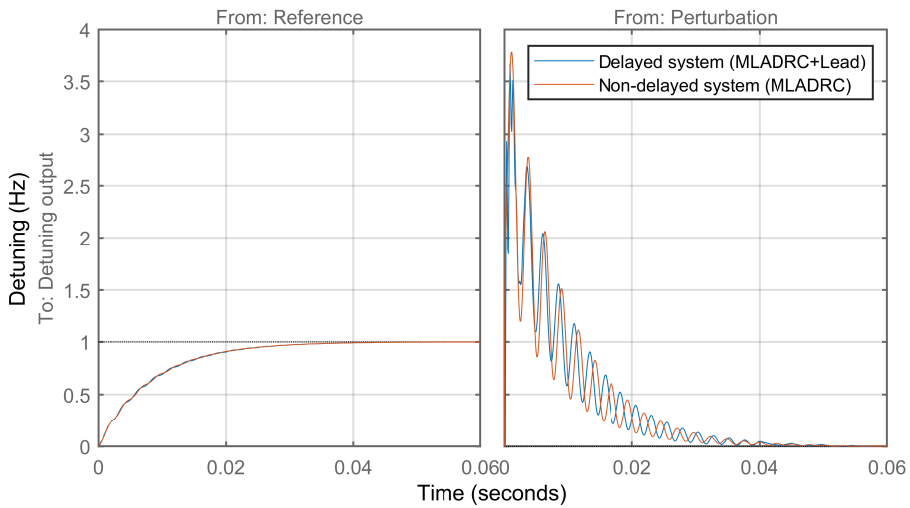 From: Reference
From: Perturbation
Delayed system (MLADRC+Lead)
Non-delayed system (MLADRC)
Detuning (Hz)
To: Detuning output
4
3.5
3
2.5
2
1.5
1
0.5
0
0 0.02 0.04 0.06
0 0.02 0.04 0.06
Time (seconds)